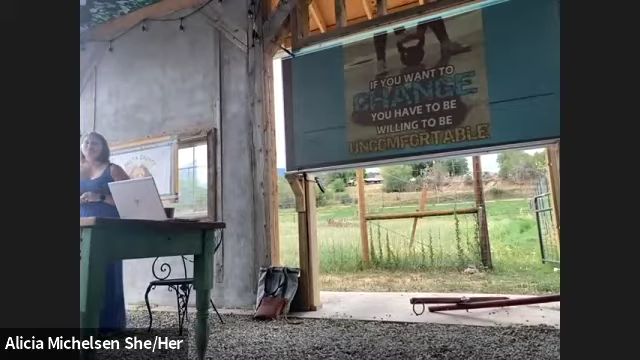 IF YOU WANT TO
CHANGE
YOU HAVE TO BE
WILLING TO BE
UNCOMFORTABLE
Alicia Michelsen She/Her